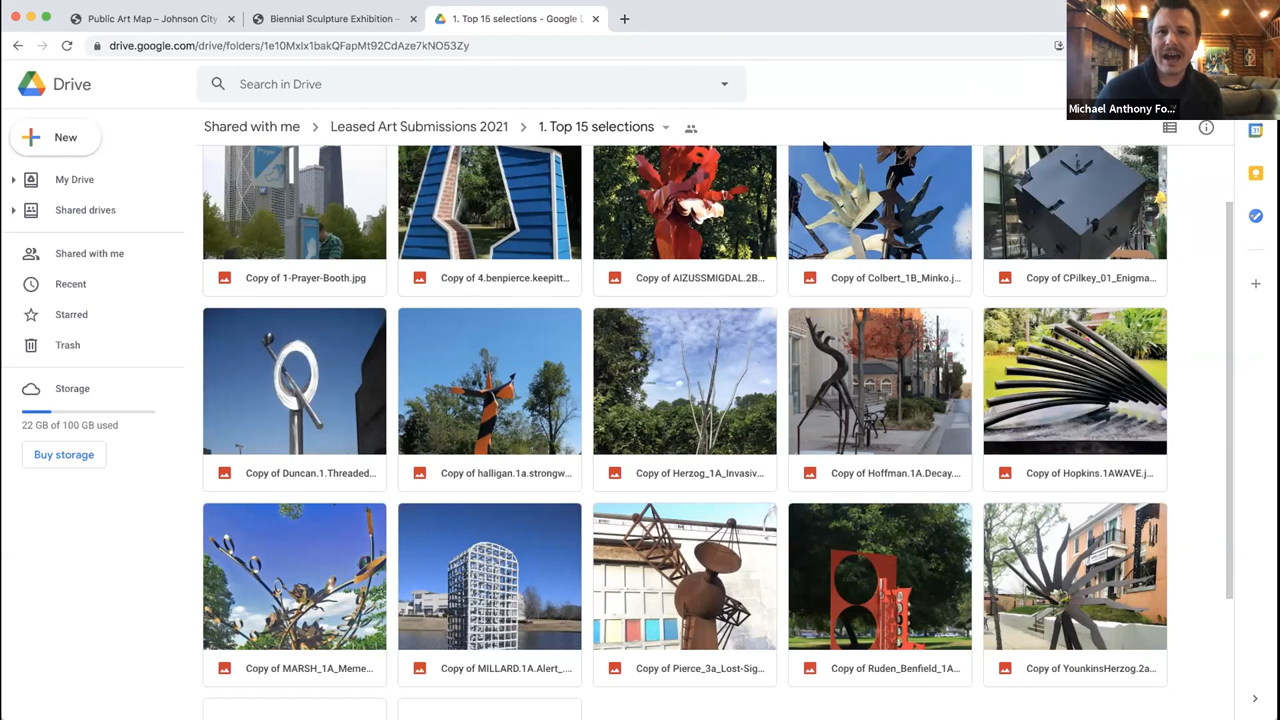 Public Art Map – Johnson City
Biennial Sculpture Exhibition –
1. Top 15 selections - Google D
drive.google.com/drive/folders/1e10MxIx1bakQFapMt92CdAze7kNO53Zy
Michael Anthony Fo...
Drive
Search in Drive
New
Shared with me
Leased Art Submissions 2021
1. Top 15 selections
31
My Drive
Shared drives
Shared with me
Recent
Starred
Trash
Storage
22 GB of 100 GB used
Buy storage
Copy of 1-Prayer-Booth.jpg
Copy of 4.benpierce.keepitt...
Copy of AIZUSSMIGDAL.2B...
Copy of Colbert_1B_Minko.j...
Copy of CPilkey_01_Enigma...
Copy of Duncan.1.Threaded...
Copy of halligan.1a.strongw...
Copy of Herzog_1A_Invasiv...
Copy of Hoffman.1A.Decay....
Copy of Hopkins.1AWAVE.j...
Copy of MARSH_1A_Meme...
Copy of MILLARD.1A.Alert_....
Copy of Pierce_3a_Lost-Sig...
Copy of Ruden_Benfield_1A...
Copy of YounkinsHerzog.2a...